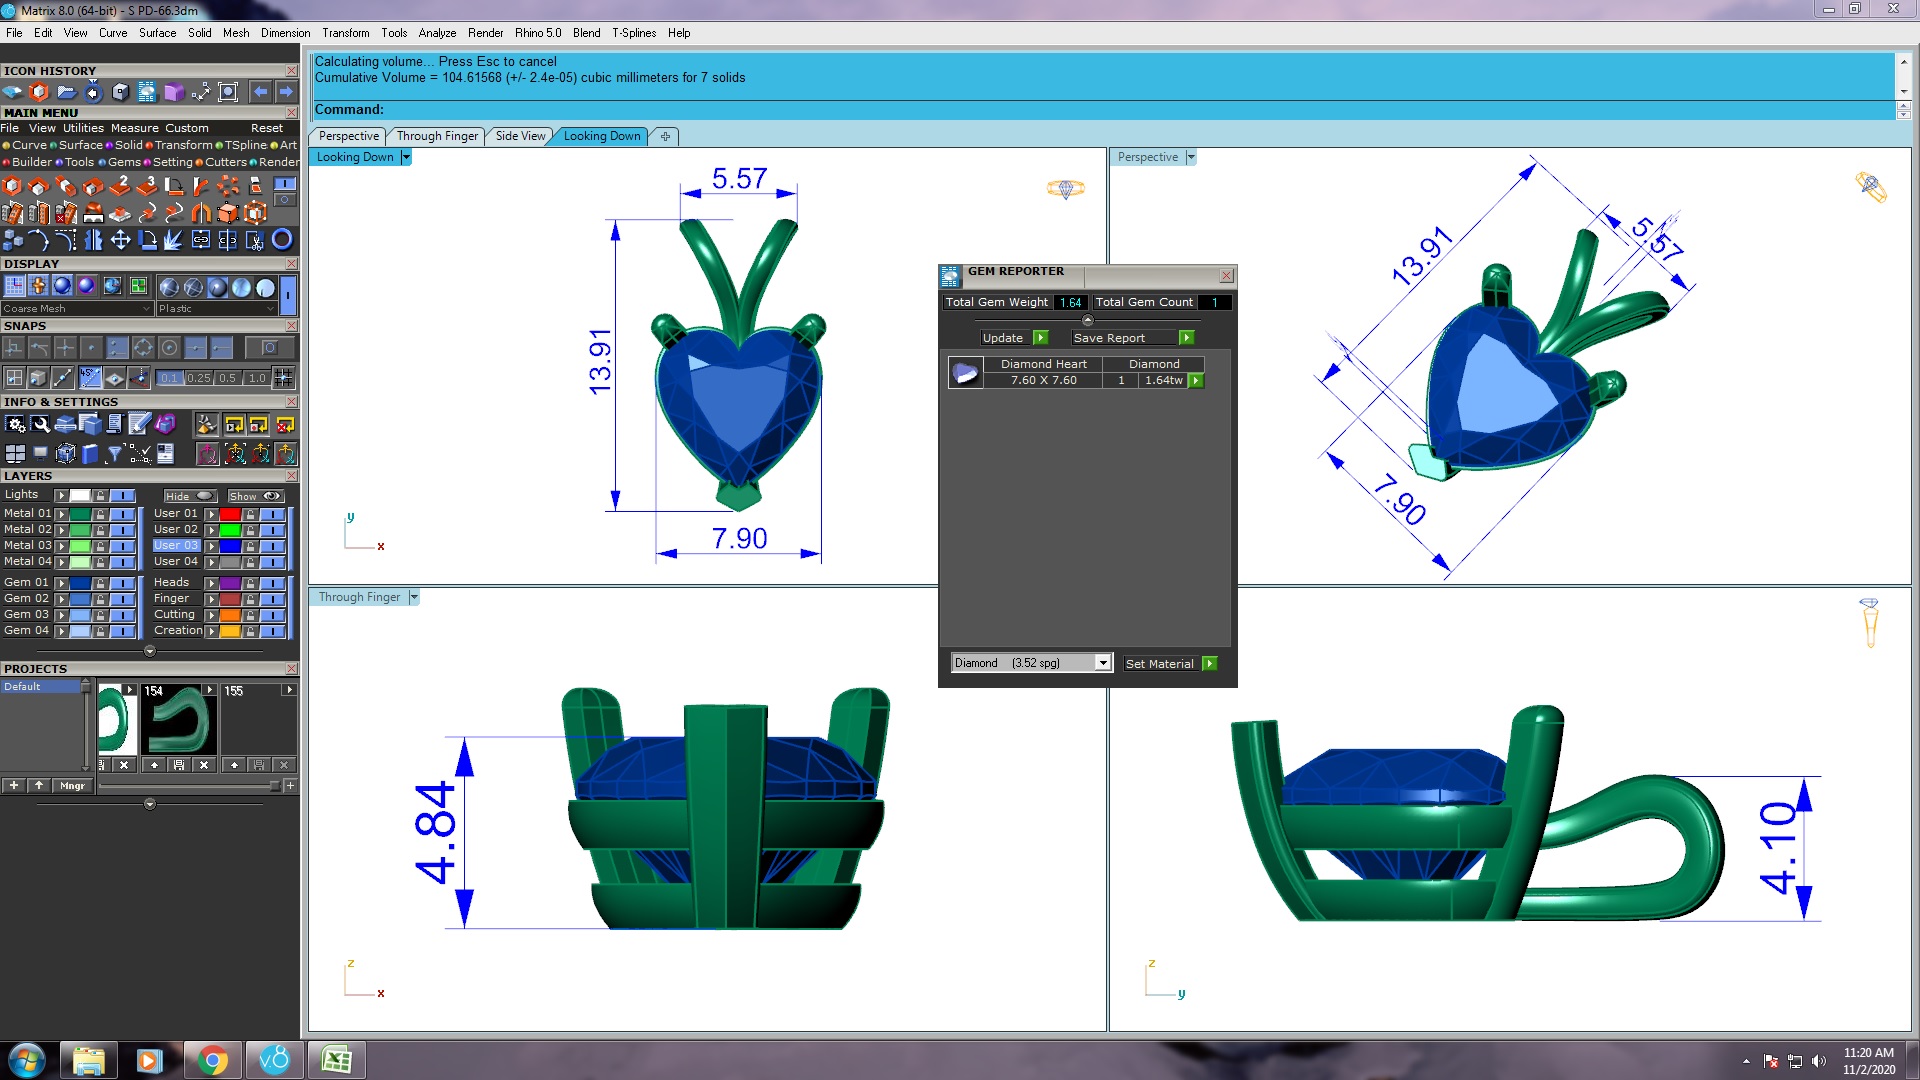 Matrix 8.0 (64-bit) - S PD-66.3dm
File Edit View Curve Surface Solid Mesh Dimension Transform Tools Analyze Render Rhino 5.0 Blend T-Splines Help
ICON HISTORY
MAIN MENU
File View Utilities Measure Custom Reset
Curve Surface Solid Transform TSpline Art
Builder Tools Gems Setting Cutters Render
DISPLAY
Coarse Mesh Plastic
SNAPS
45°
0.1 0.25 0.5 1.0
INFO & SETTINGS
LAYERS
Lights Hide Show
Metal 01 User 01
Metal 02 User 02
Metal 03 User 03
Metal 04 User 04
Gem 01 Heads
Gem 02 Finger
Gem 03 Cutting
Gem 04 Creation
PROJECTS
Default
154 155
Mngr
Calculating volume... Press Esc to cancel
Cumulative Volume = 104.61568 (+/- 2.4e-05) cubic millimeters for 7 solids
Command:
Perspective Through Finger Side View Looking Down
Looking Down
5.57
13.91
7.90
y
x
Perspective
13.91
5.57
7.90
GEM REPORTER
Total Gem Weight 1.64 Total Gem Count 1
Update Save Report
Diamond Heart Diamond
7.60 X 7.60 1 1.64tw
Diamond (3.52 spg) Set Material
Through Finger
4.84
z
x
4.10
z
y
v8
11:20 AM
11/2/2020